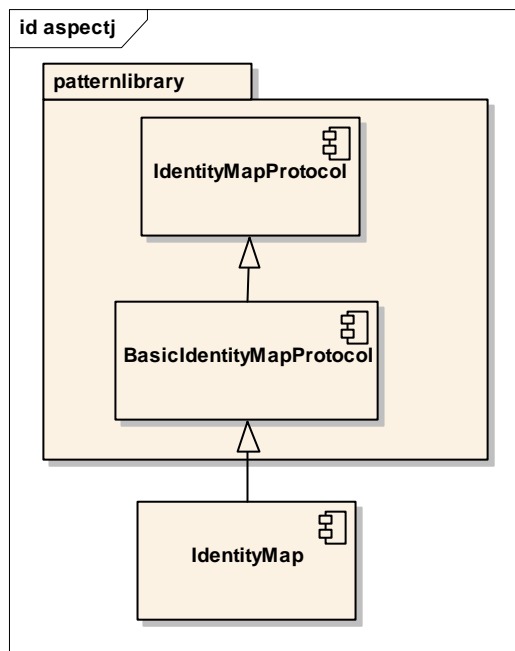 id aspectj
patternlibrary
IdentityMapProtocol
BasicIdentityMapProtocol
IdentityMap